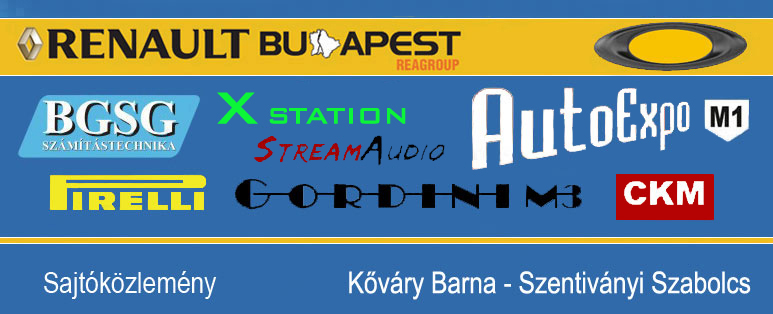 RENAULT BUDAPEST
REAGROUP
BGSG
SZÁMÍTÁSTECHNIKA
X STATION
STREAMAUDIO
AutoExpo M1
PIRELLI
GORDINI M3
CKM
Sajtóközlemény
Kőváry Barna - Szentiványi Szabolcs